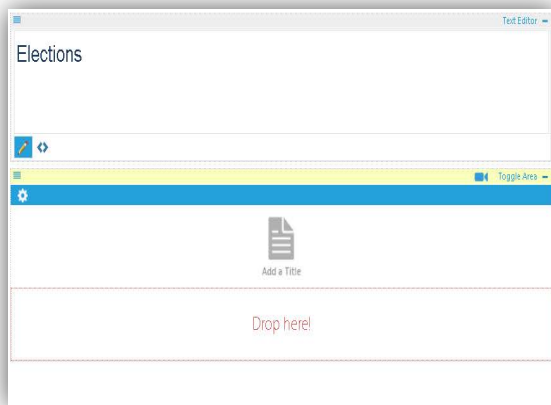 Text Editor
Elections
Toggle Area
Add a Title
Drop here!